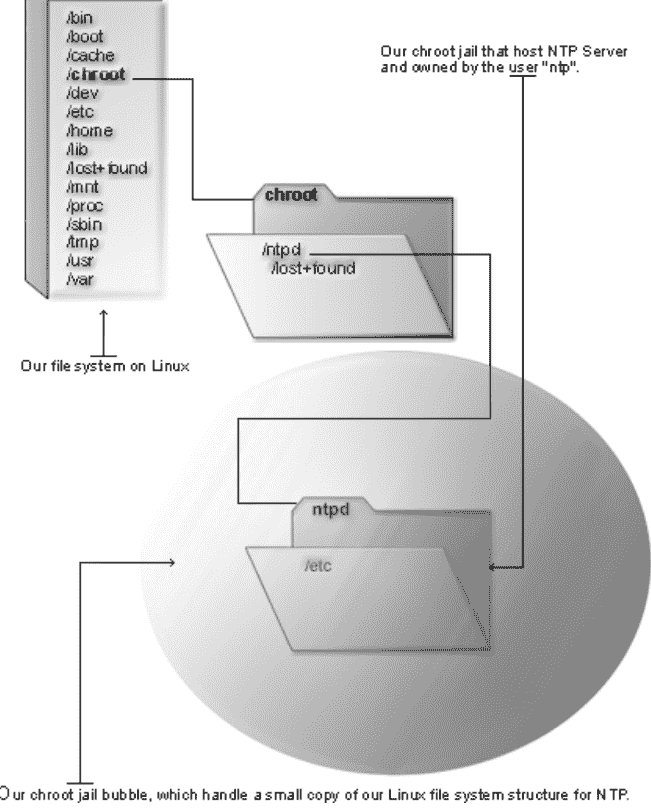 /bin
/boot
/cache
/chroot
/dev
/etc
/home
/lib
/lost+found
/mnt
/proc
/sbin
/tmp
/usr
/var
Our file system on Linux
Our chroot jail that host NTP Server
and owned by the user "ntp".
chroot
/ntpd
/lost+found
ntpd
/etc
Our chroot jail bubble, which handle a small copy of our Linux file system structure for NTP.